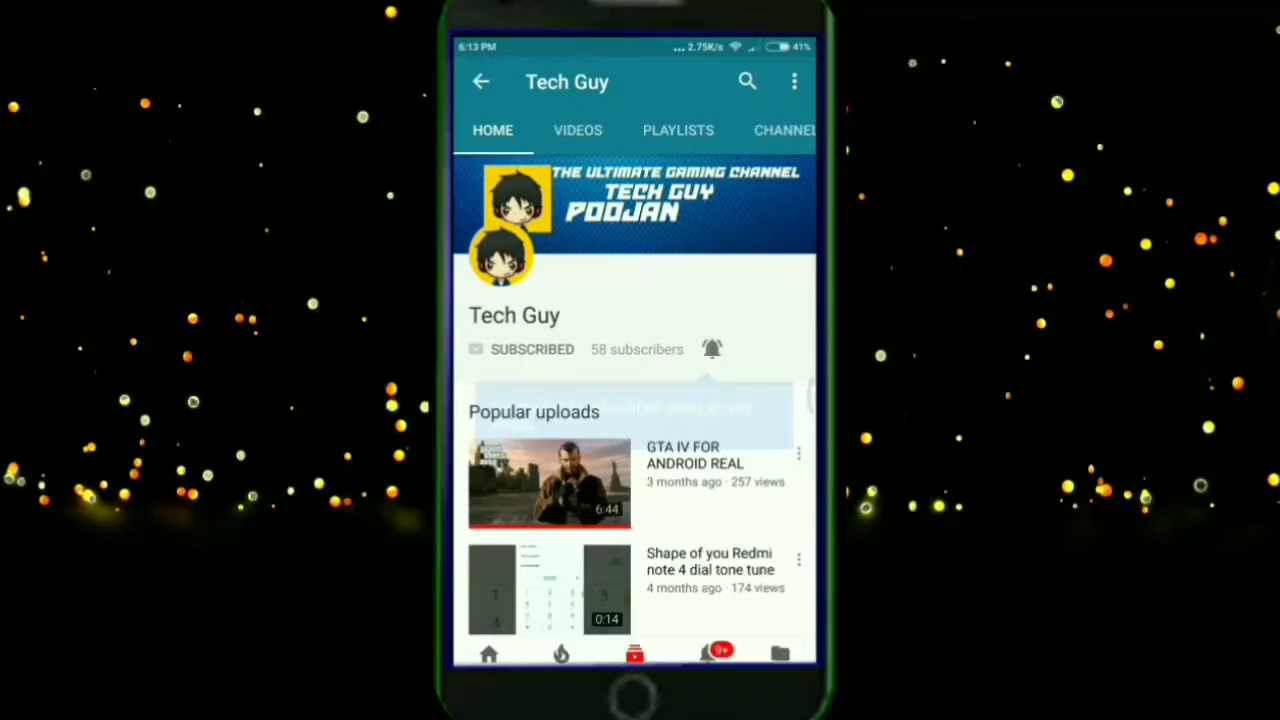 6:13 PM
... 2.75K/s
41%
Tech Guy
HOME
VIDEOS
PLAYLISTS
CHANNEL
THE ULTIMATE GAMING CHANNEL
TECH GUY
POOJAN
Tech Guy
SUBSCRIBED
58 subscribers
Popular uploads
GTA IV FOR
ANDROID REAL
3 months ago · 257 views
6:44
Shape of you Redmi
note 4 dial tone tune
4 months ago · 174 views
0:14
9+